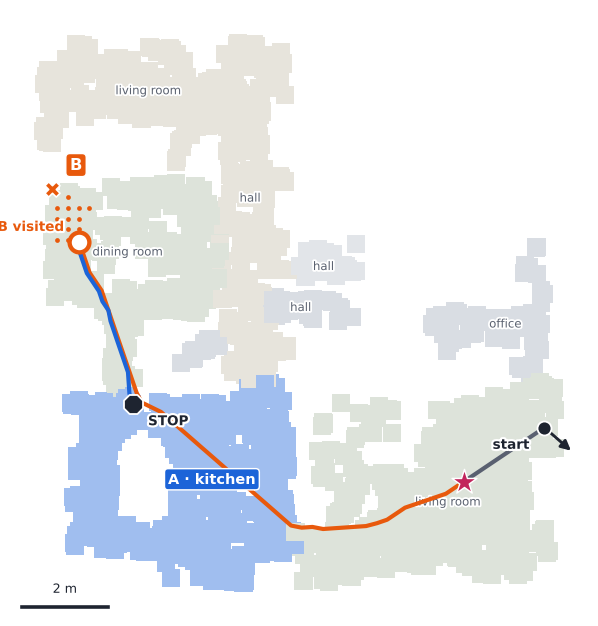 living room
B
hall
B visited
dining room
hall
hall
office
STOP
start
A · kitchen
living room
2 m